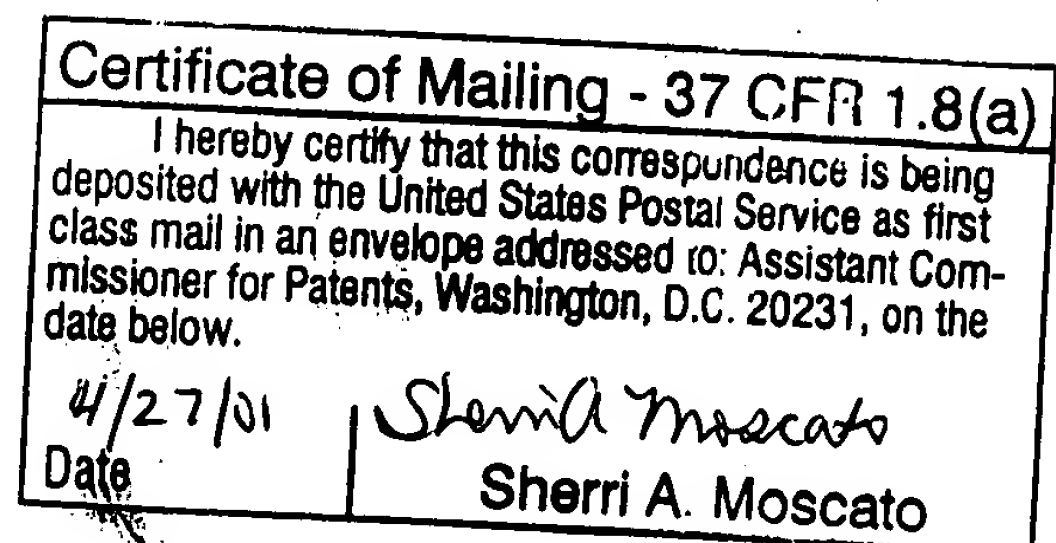 Certificate of Mailing - 37 CFR 1.8(a)
I hereby certify that this correspondence is being
deposited with the United States Postal Service as first
class mail in an envelope addressed to: Assistant Com-
missioner for Patents, Washington, D.C. 20231, on the
date below.
4/27/01 Sherri A Moscato
Date Sherri A. Moscato